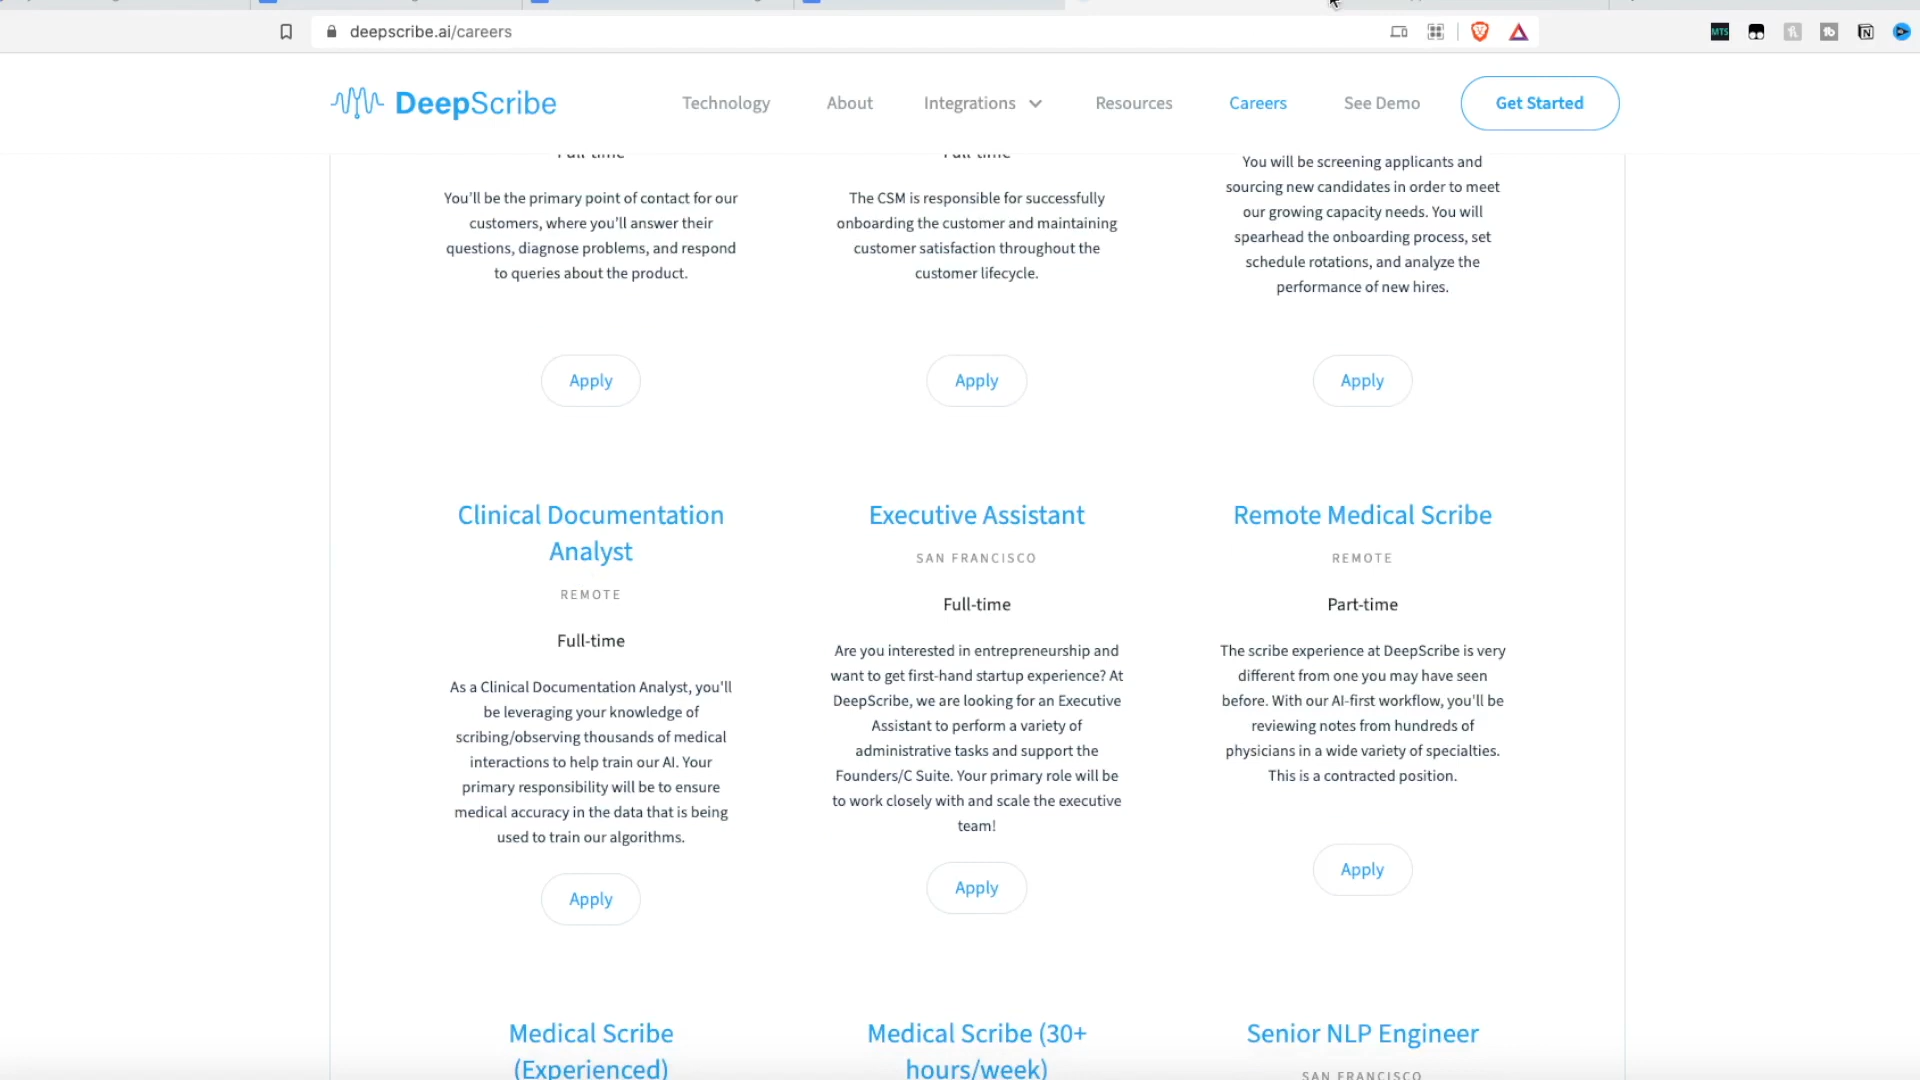 deepscribe.ai/careers
MTS
DeepScribe
Technology
About
Integrations
Resources
Careers
See Demo
Get Started
Full-time
You'll be the primary point of contact for our
customers, where you'll answer their
questions, diagnose problems, and respond
to queries about the product.
Apply
Full-time
The CSM is responsible for successfully
onboarding the customer and maintaining
customer satisfaction throughout the
customer lifecycle.
Apply
You will be screening applicants and
sourcing new candidates in order to meet
our growing capacity needs. You will
spearhead the onboarding process, set
schedule rotations, and analyze the
performance of new hires.
Apply
Clinical Documentation
Analyst
REMOTE
Full-time
As a Clinical Documentation Analyst, you'll
be leveraging your knowledge of
scribing/observing thousands of medical
interactions to help train our AI. Your
primary responsibility will be to ensure
medical accuracy in the data that is being
used to train our algorithms.
Apply
Executive Assistant
SAN FRANCISCO
Full-time
Are you interested in entrepreneurship and
want to get first-hand startup experience? At
DeepScribe, we are looking for an Executive
Assistant to perform a variety of
administrative tasks and support the
Founders/C Suite. Your primary role will be
to work closely with and scale the executive
team!
Apply
Remote Medical Scribe
REMOTE
Part-time
The scribe experience at DeepScribe is very
different from one you may have seen
before. With our AI-first workflow, you'll be
reviewing notes from hundreds of
physicians in a wide variety of specialties.
This is a contracted position.
Apply
Medical Scribe
(Experienced)
Medical Scribe (30+
hours/week)
Senior NLP Engineer
SAN FRANCISCO